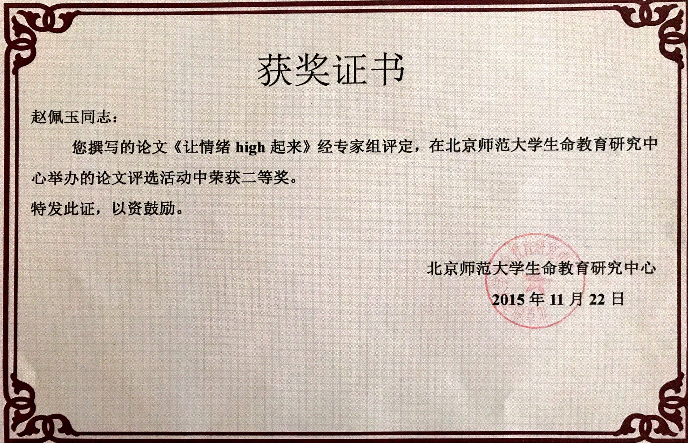 获奖证书
赵佩玉同志：
您撰写的论文《让情绪 high 起来》经专家组评定，在北京师范大学生命教育研究中
心举办的论文评选活动中荣获二等奖。
特发此证，以资鼓励。
北京师范大学生命教育研究中心
2015 年 11 月 22 日